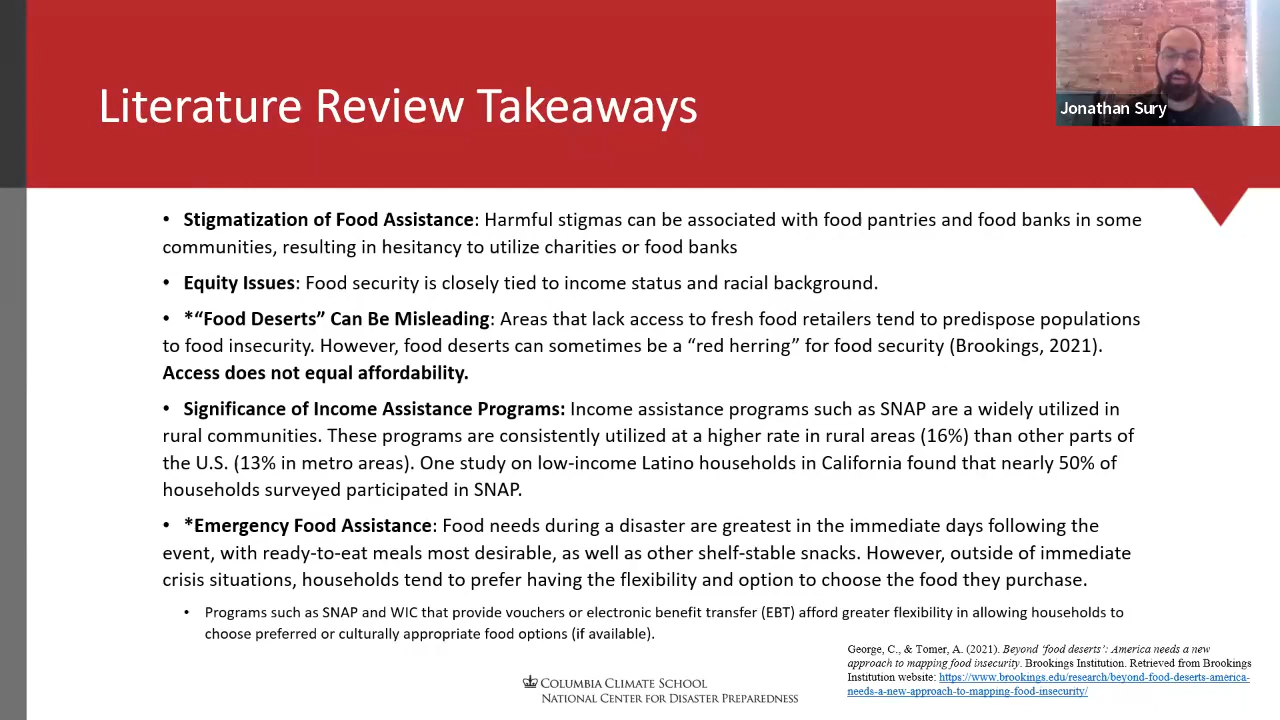 Literature Review Takeaways
Jonathan Sury
• Stigmatization of Food Assistance: Harmful stigmas can be associated with food pantries and food banks in some
communities, resulting in hesitancy to utilize charities or food banks
• Equity Issues: Food security is closely tied to income status and racial background.
• *“Food Deserts” Can Be Misleading: Areas that lack access to fresh food retailers tend to predispose populations
to food insecurity. However, food deserts can sometimes be a “red herring” for food security (Brookings, 2021).
Access does not equal affordability.
• Significance of Income Assistance Programs: Income assistance programs such as SNAP are a widely utilized in
rural communities. These programs are consistently utilized at a higher rate in rural areas (16%) than other parts of
the U.S. (13% in metro areas). One study on low-income Latino households in California found that nearly 50% of
households surveyed participated in SNAP.
• *Emergency Food Assistance: Food needs during a disaster are greatest in the immediate days following the
event, with ready-to-eat meals most desirable, as well as other shelf-stable snacks. However, outside of immediate
crisis situations, households tend to prefer having the flexibility and option to choose the food they purchase.
• Programs such as SNAP and WIC that provide vouchers or electronic benefit transfer (EBT) afford greater flexibility in allowing households to
choose preferred or culturally appropriate food options (if available).
George, C., & Tomer, A. (2021). Beyond ‘food deserts’: America needs a new
approach to mapping food insecurity. Brookings Institution. Retrieved from Brookings
Institution website: https://www.brookings.edu/research/beyond-food-deserts-america-
needs-a-new-approach-to-mapping-food-insecurity/
COLUMBIA CLIMATE SCHOOL
NATIONAL CENTER FOR DISASTER PREPAREDNESS